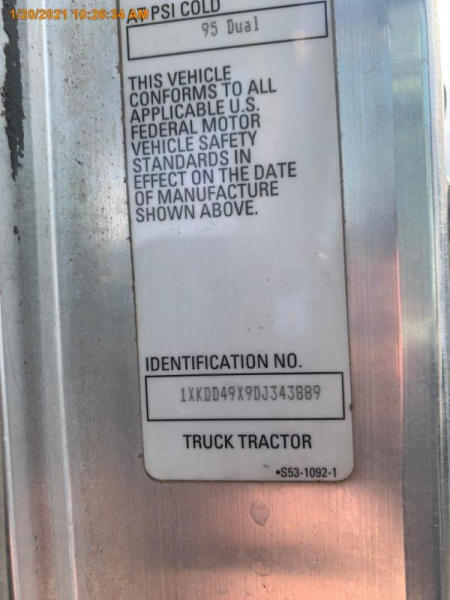 1/20/2021 10:26:34 AM
PSI COLD
95 Dual
THIS VEHICLE
CONFORMS TO ALL
APPLICABLE U.S.
FEDERAL MOTOR
VEHICLE SAFETY
STANDARDS IN
EFFECT ON THE DATE
OF MANUFACTURE
SHOWN ABOVE.
IDENTIFICATION NO.
1XKDD49X9DJ343889
TRUCK TRACTOR
•S53-1092-1